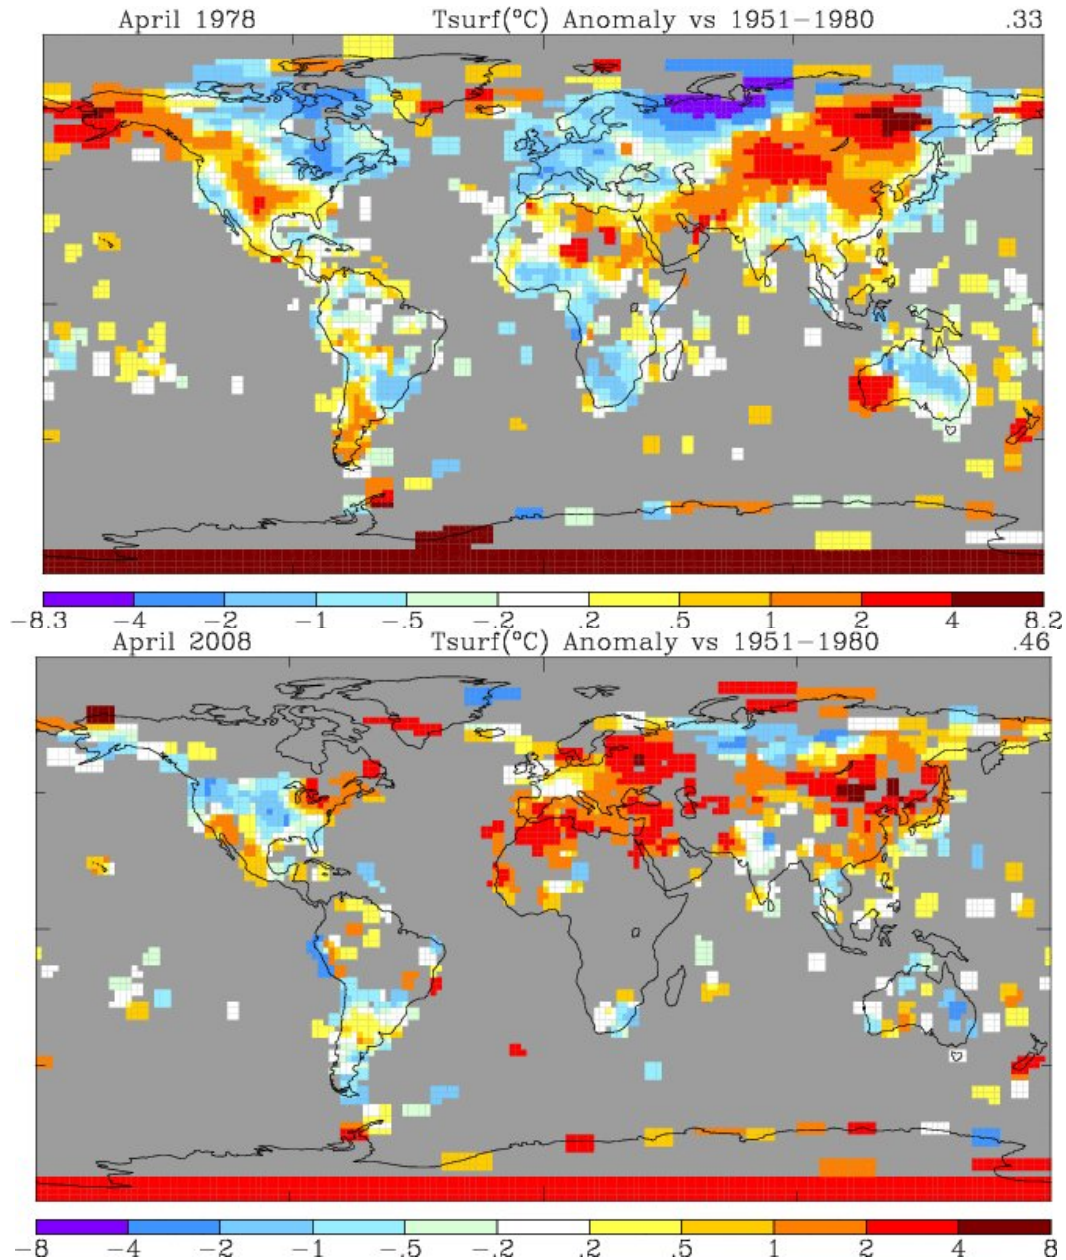 April 1978 Tsurf(°C) Anomaly vs 1951−1980 .33
−8.3 −4 −2 −1 −.5 −.2 .2 .5 1 2 4 8.2
April 2008 Tsurf(°C) Anomaly vs 1951−1980 .46
−8 −4 −2 −1 −.5 −.2 .2 .5 1 2 4 8